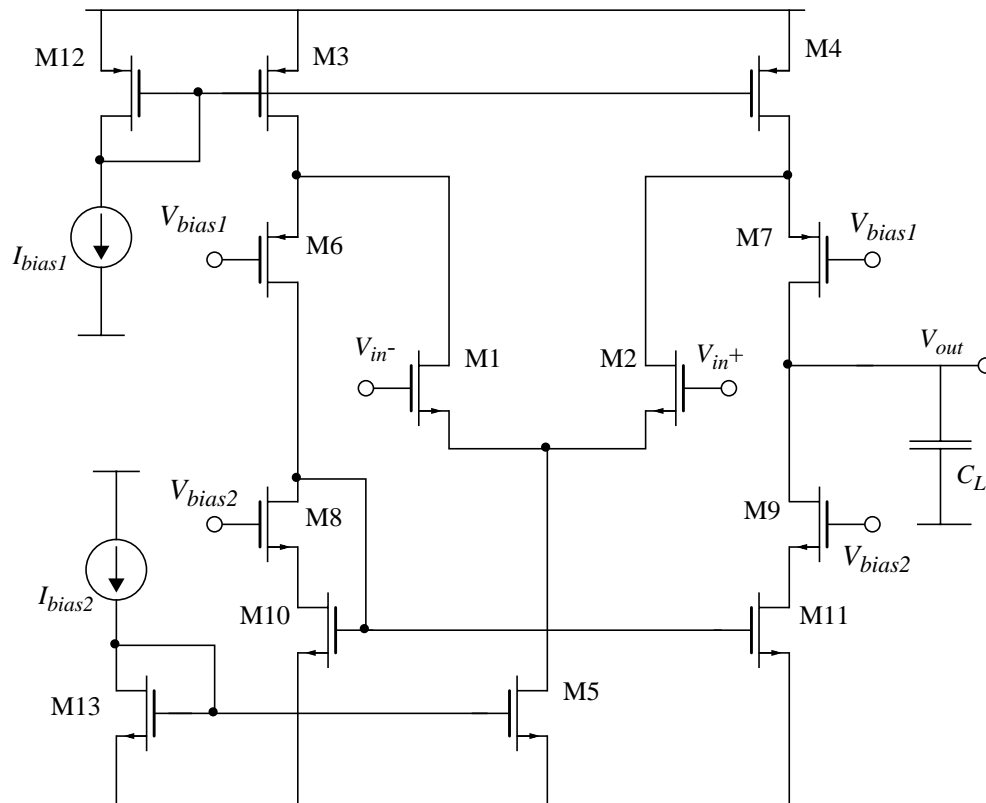 M12
M3
M4
V_bias1
M6
M7
V_bias1
I_bias1
V_in-
M1
M2
V_in+
V_out
C_L
V_bias2
M8
M9
V_bias2
I_bias2
M10
M11
M13
M5